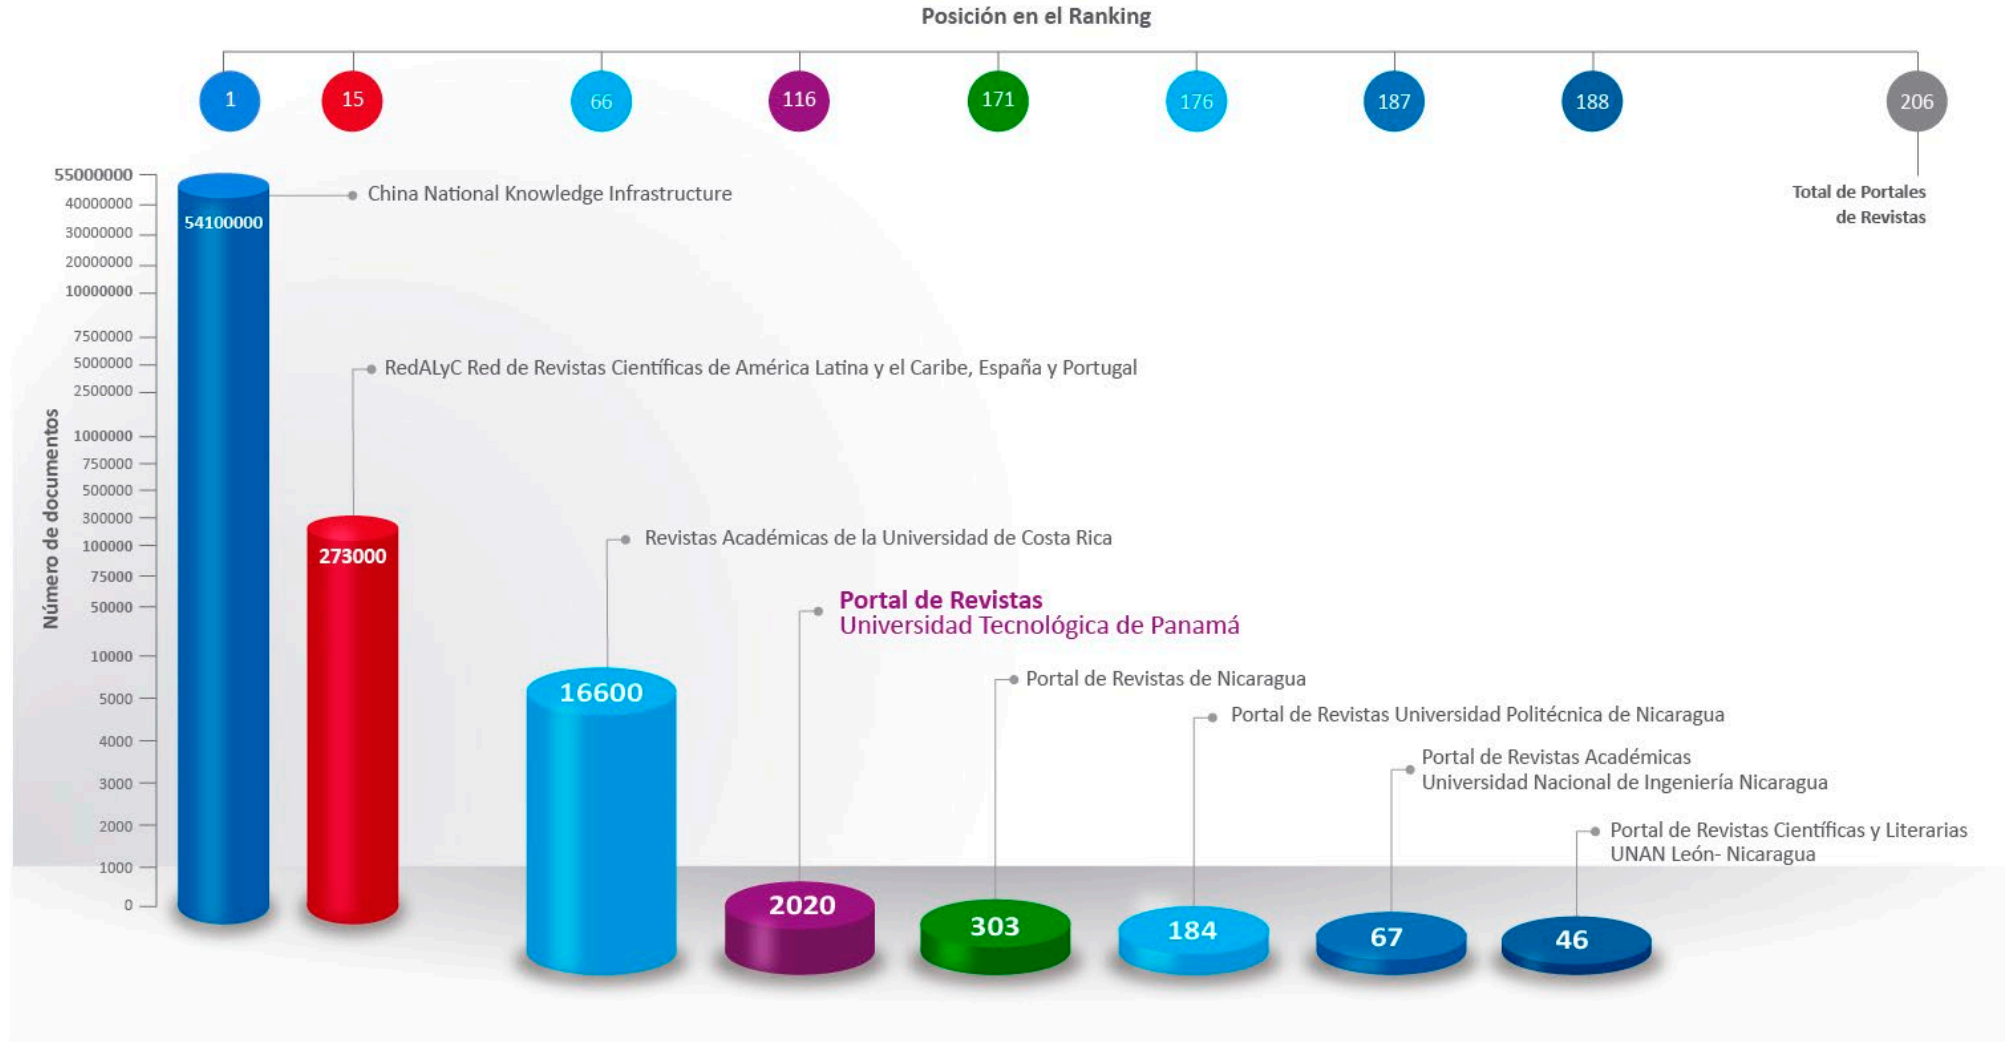 Posición en el Ranking
1
15
66
116
171
176
187
188
206
Total de Portales
de Revistas
Número de documentos
55000000
40000000
30000000
20000000
10000000
7500000
5000000
2500000
1000000
750000
500000
300000
100000
75000
50000
10000
5000
4000
3000
2000
1000
0
54100000
China National Knowledge Infrastructure
273000
RedALyC Red de Revistas Científicas de América Latina y el Caribe, España y Portugal
16600
Revistas Académicas de la Universidad de Costa Rica
2020
Portal de Revistas
Universidad Tecnológica de Panamá
303
Portal de Revistas de Nicaragua
184
Portal de Revistas Universidad Politécnica de Nicaragua
67
Portal de Revistas Académicas
Universidad Nacional de Ingeniería Nicaragua
46
Portal de Revistas Científicas y Literarias
UNAN León- Nicaragua